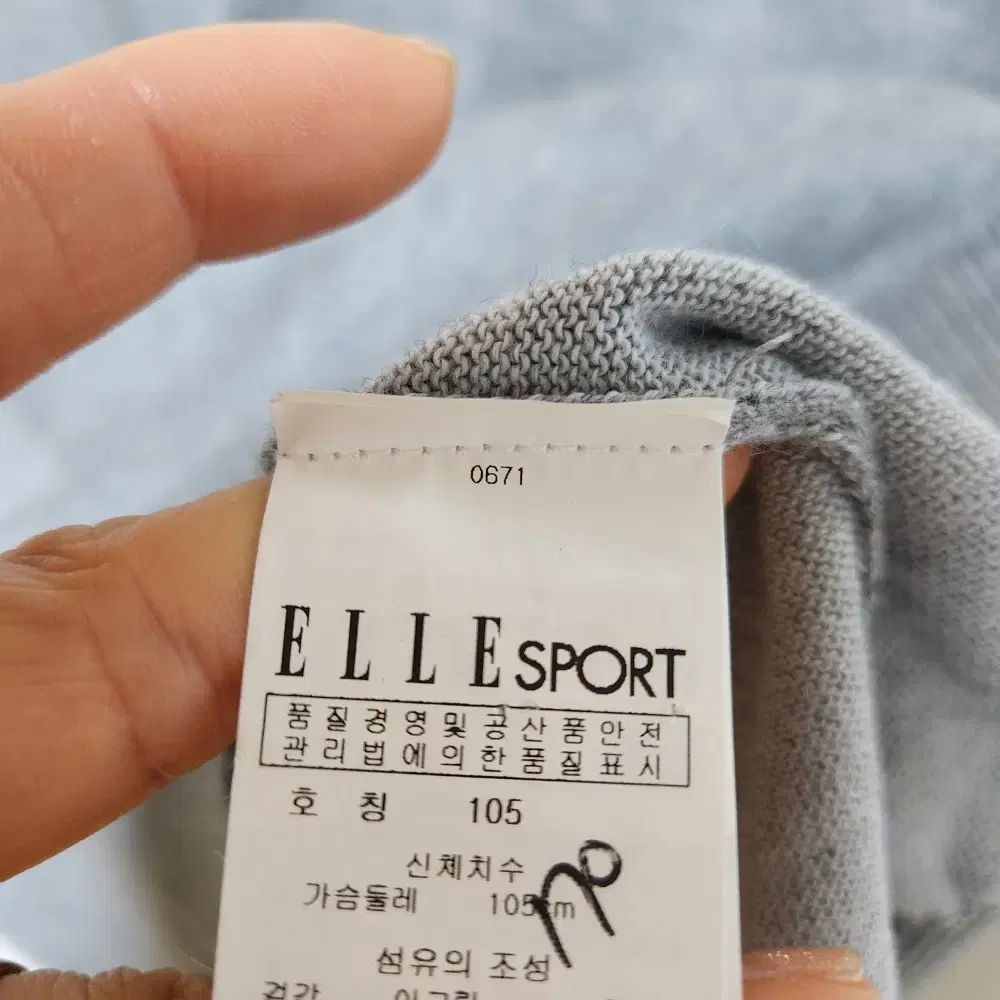 0671
ELLE SPORT
품질경영및공산품안전
관리법에의한품질표시
호 칭 105
신체치수
가슴둘레 105cm
섬유의 조성
겉감